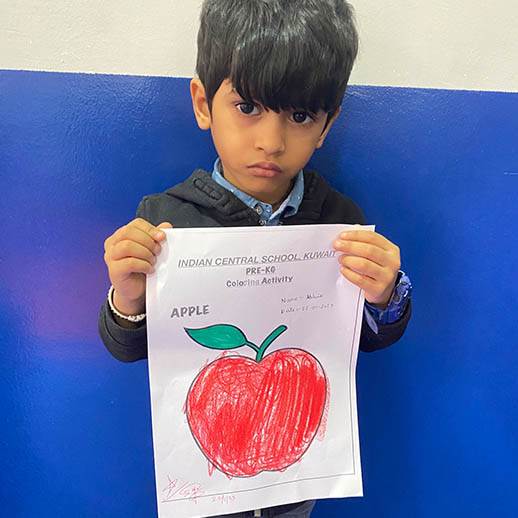 INDIAN CENTRAL SCHOOL, KUWAIT
PRE-KG
Coloring Activity
Name:-
APPLE
Date:-